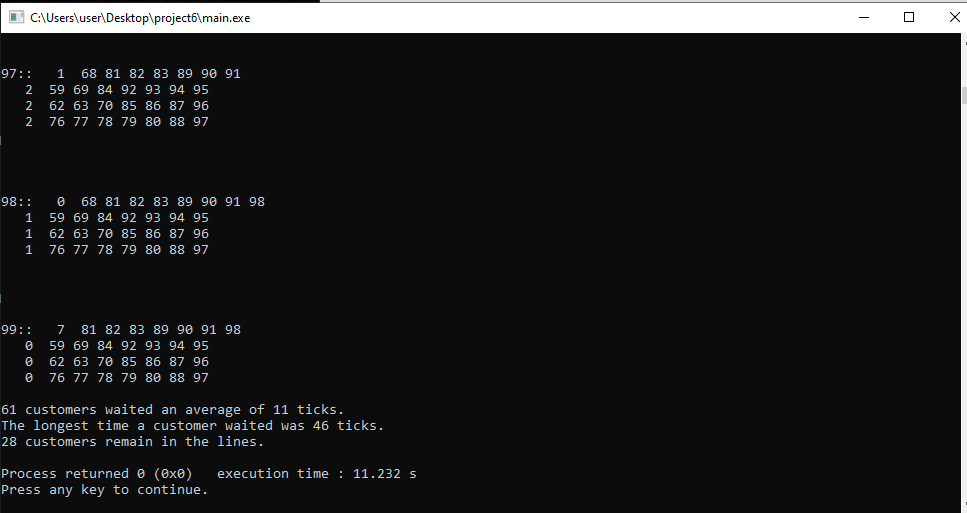 C:\Users\user\Desktop\project6\main.exe
97::   1  68 81 82 83 89 90 91
   2  59 69 84 92 93 94 95
   2  62 63 70 85 86 87 96
   2  76 77 78 79 80 88 97
98::   0  68 81 82 83 89 90 91 98
   1  59 69 84 92 93 94 95
   1  62 63 70 85 86 87 96
   1  76 77 78 79 80 88 97
99::   7  81 82 83 89 90 91 98
   0  59 69 84 92 93 94 95
   0  62 63 70 85 86 87 96
   0  76 77 78 79 80 88 97
61 customers waited an average of 11 ticks.
The longest time a customer waited was 46 ticks.
28 customers remain in the lines.
Process returned 0 (0x0)   execution time : 11.232 s
Press any key to continue.